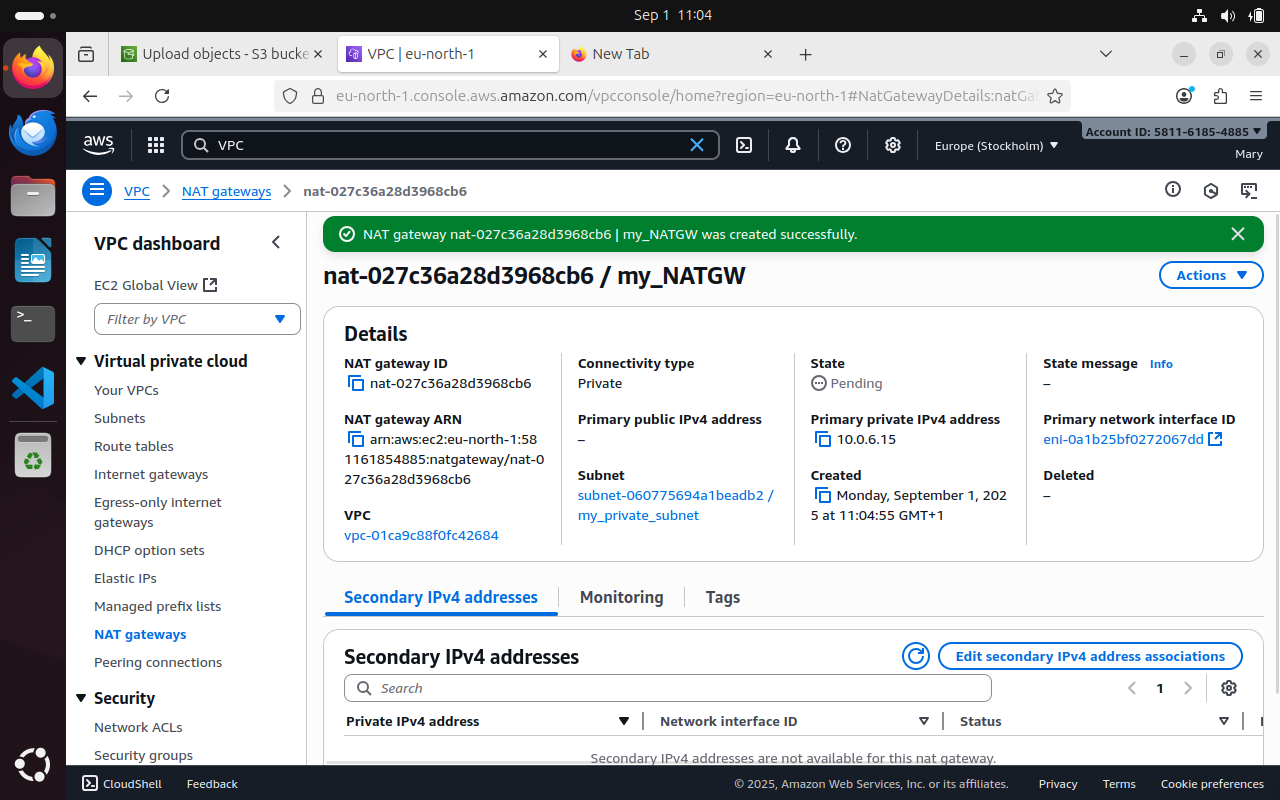 Sep 1 11:04
Upload objects - S3 bucke
VPC | eu-north-1
New Tab
eu-north-1.console.aws.amazon.com/vpcconsole/home?region=eu-north-1#NatGatewayDetails:natGa
aws
VPC
Europe (Stockholm)
Account ID: 5811-6185-4885
Mary
VPC
NAT gateways
nat-027c36a28d3968cb6
VPC dashboard
EC2 Global View
Filter by VPC
Virtual private cloud
Your VPCs
Subnets
Route tables
Internet gateways
Egress-only internet
gateways
DHCP option sets
Elastic IPs
Managed prefix lists
NAT gateways
Peering connections
Security
Network ACLs
Security groups
NAT gateway nat-027c36a28d3968cb6 | my_NATGW was created successfully.
nat-027c36a28d3968cb6 / my_NATGW
Actions
Details
NAT gateway ID
nat-027c36a28d3968cb6
NAT gateway ARN
arn:aws:ec2:eu-north-1:58
1161854885:natgateway/nat-0
27c36a28d3968cb6
VPC
vpc-01ca9c88f0fc42684
Connectivity type
Private
Primary public IPv4 address
–
Subnet
subnet-060775694a1beadb2 /
my_private_subnet
State
Pending
Primary private IPv4 address
10.0.6.15
Created
Monday, September 1, 202
5 at 11:04:55 GMT+1
State message Info
–
Primary network interface ID
eni-0a1b25bf0272067dd
Deleted
–
Secondary IPv4 addresses
Monitoring
Tags
Secondary IPv4 addresses
Edit secondary IPv4 address associations
Search
1
Private IPv4 address
Network interface ID
Status
Secondary IPv4 addresses are not available for this nat gateway.
CloudShell
Feedback
© 2025, Amazon Web Services, Inc. or its affiliates.
Privacy
Terms
Cookie preferences